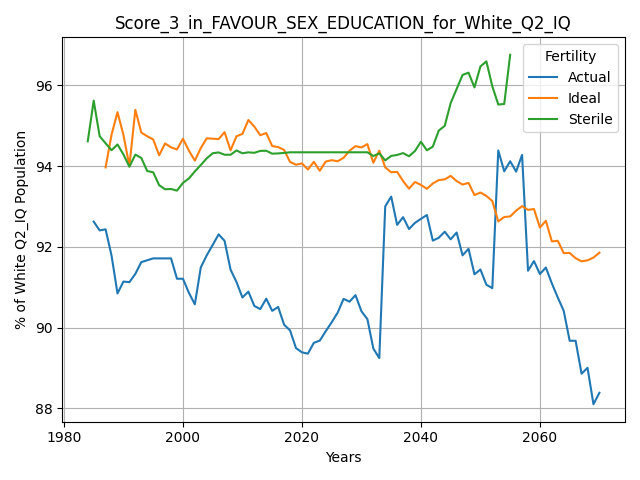 Score_3_in_FAVOUR_SEX_EDUCATION_for_White_Q2_IQ
% of White Q2_IQ Population
96
94
92
90
88
Fertility
Actual
Ideal
Sterile
1980
2000
2020
2040
2060
Years